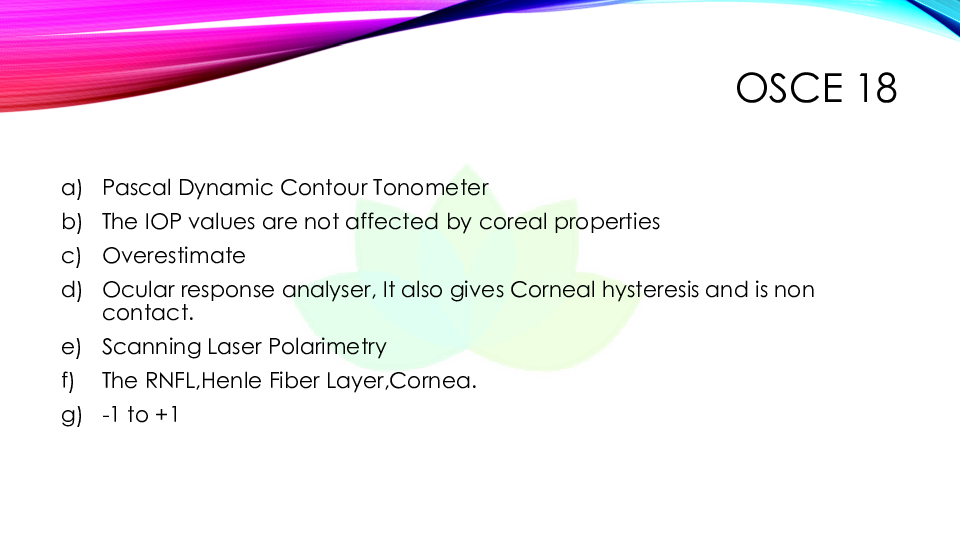 OSCE 18
a) Pascal Dynamic Contour Tonometer
b) The IOP values are not affected by coreal properties
c) Overestimate
d) Ocular response analyser, It also gives Corneal hysteresis and is non
contact.
e) Scanning Laser Polarimetry
f) The RNFL,Henle Fiber Layer,Cornea.
g) -1 to +1